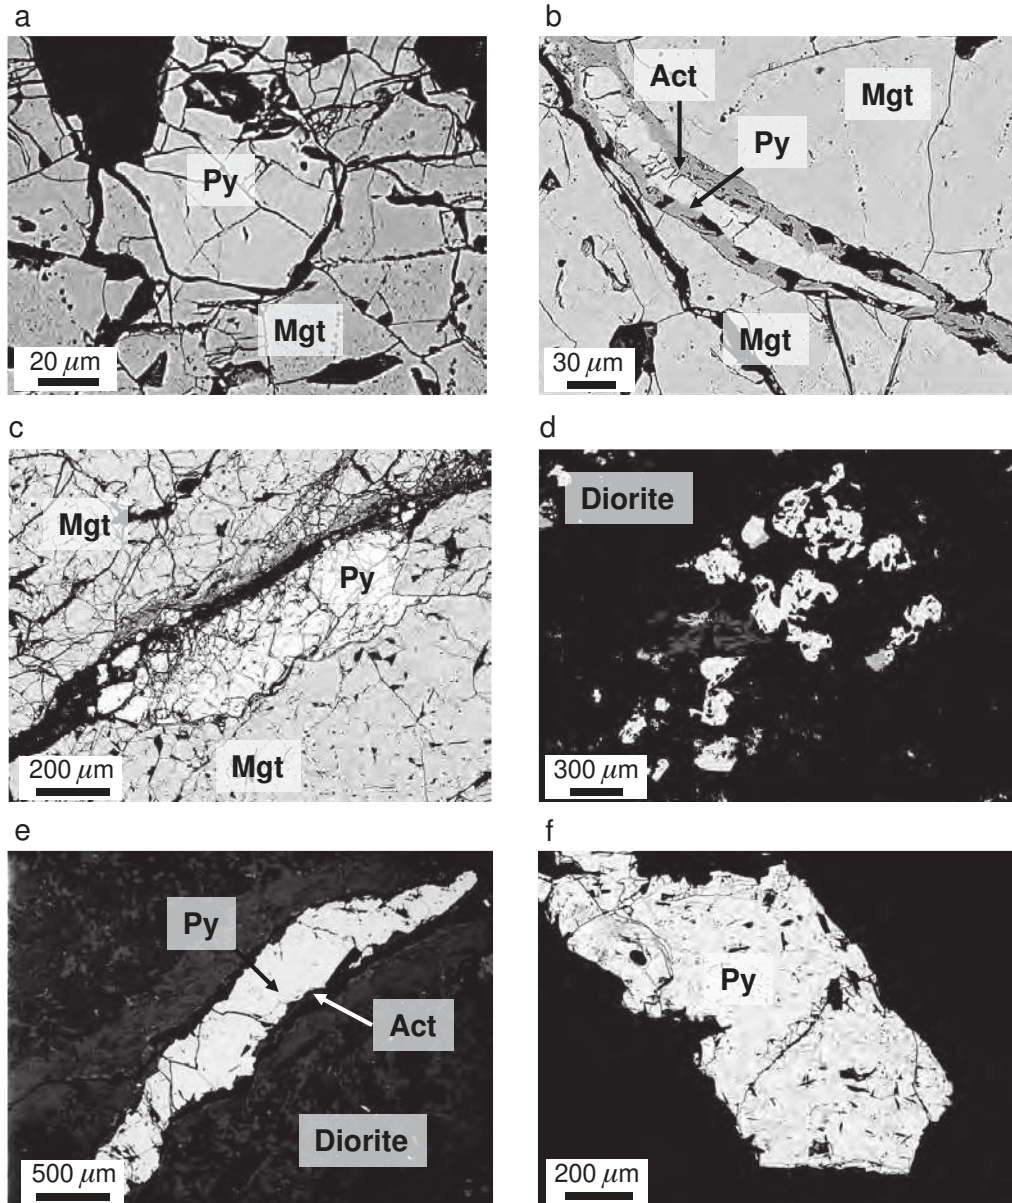 a
Py
Mgt
20 μm
b
Act
Mgt
Py
Mgt
30 μm
c
Mgt
Py
Mgt
200 μm
d
Diorite
300 μm
e
Py
Act
Diorite
500 μm
f
Py
200 μm